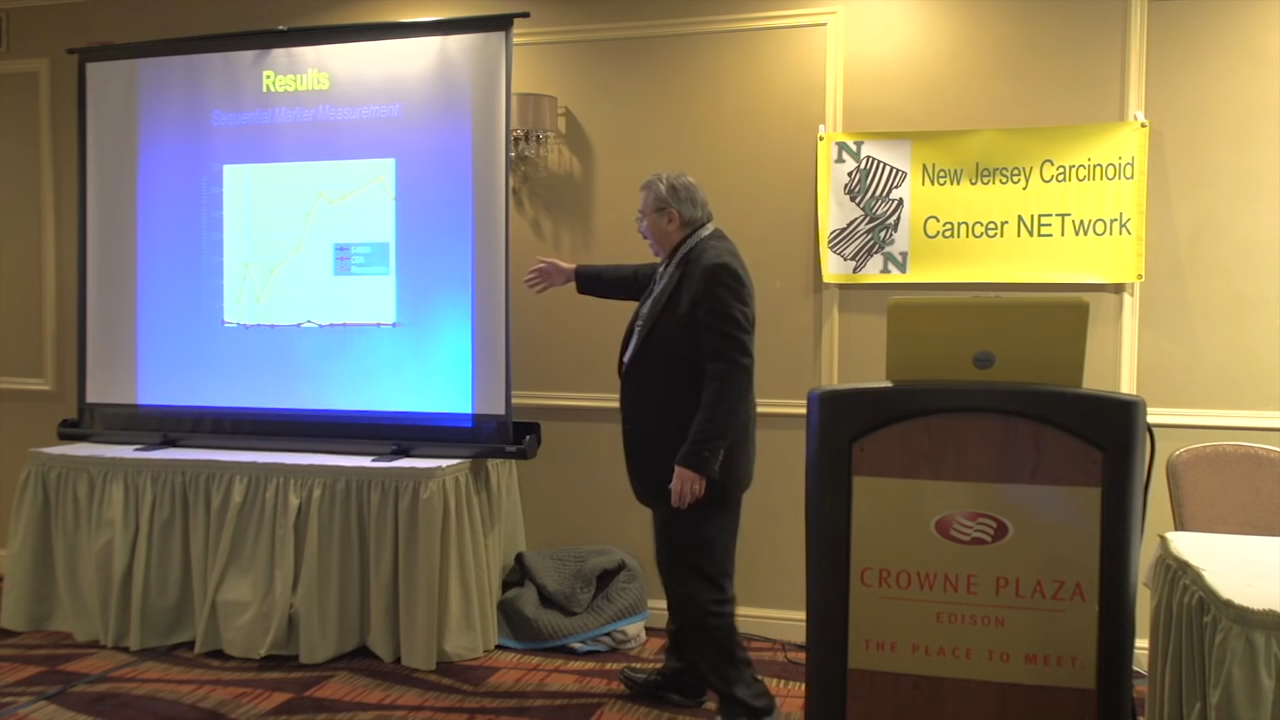 Results
Sequential Marker Measurement
N
J
C
C
N
New Jersey Carcinoid
Cancer NETwork
CROWNE PLAZA
EDISON
THE PLACE TO MEET.